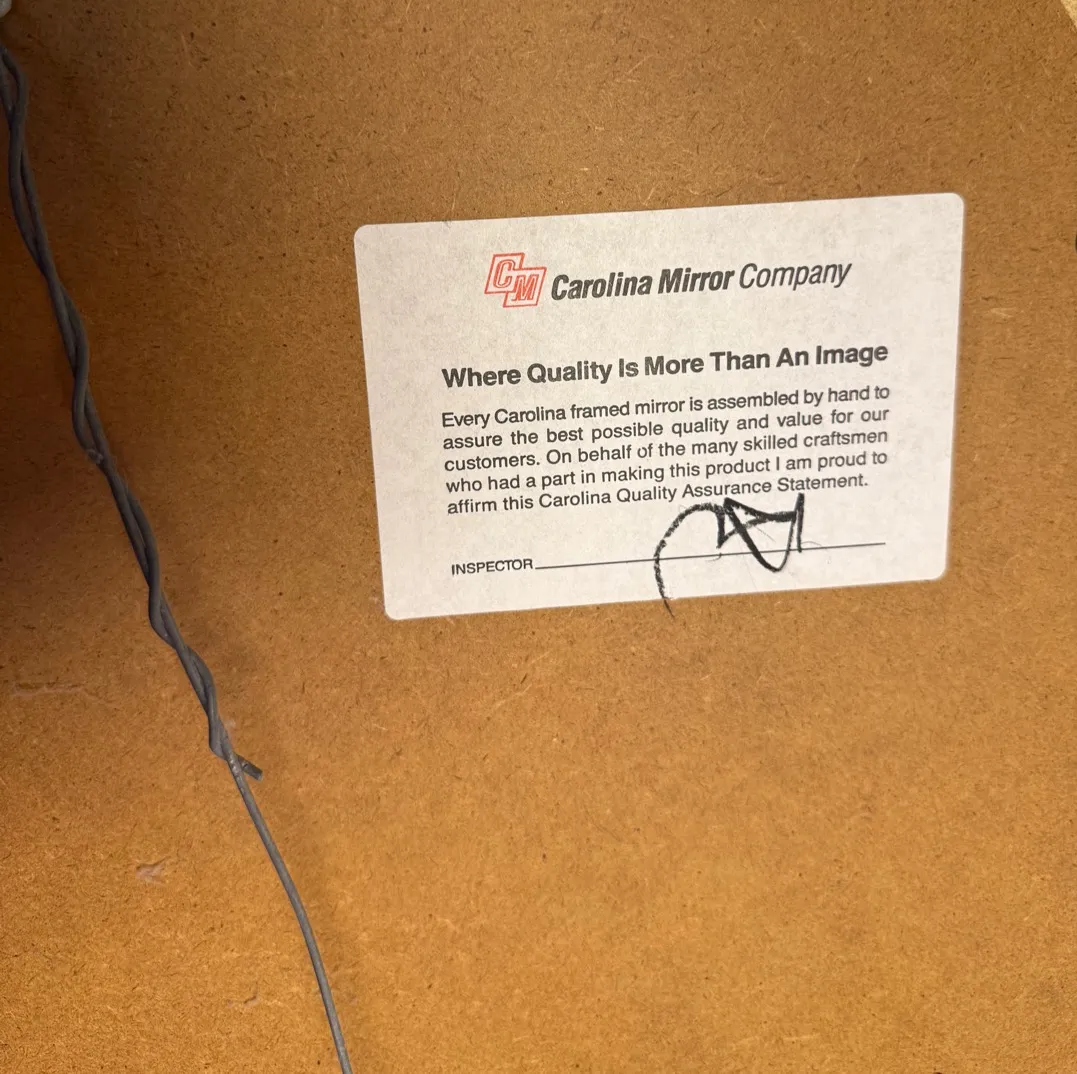 CM Carolina Mirror Company
Where Quality Is More Than An Image
Every Carolina framed mirror is assembled by hand to
assure the best possible quality and value for our
customers. On behalf of the many skilled craftsmen
who had a part in making this product I am proud to
affirm this Carolina Quality Assurance Statement.
INSPECTOR